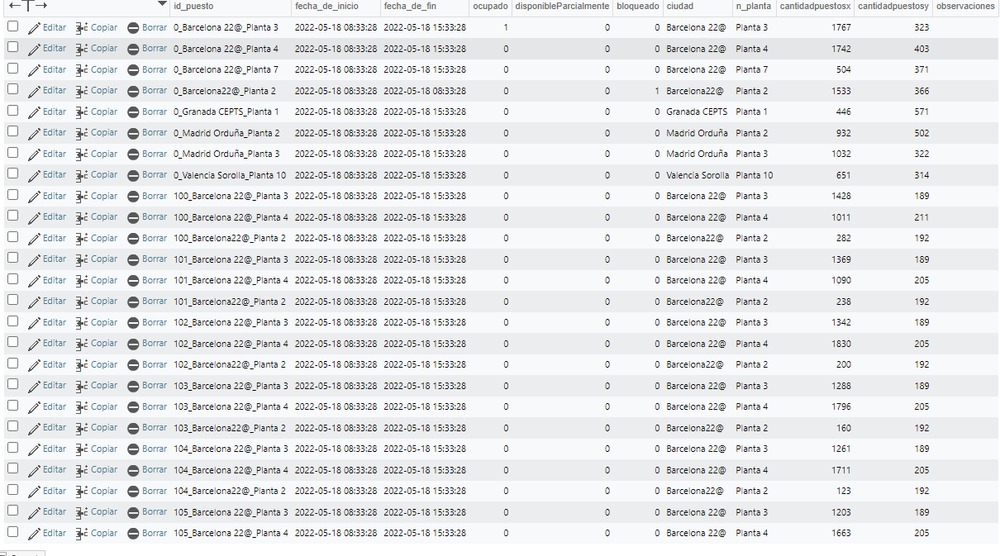 id_puesto fecha_de_inicio fecha_de_fin ocupado disponibleParcialmente bloqueado ciudad n_planta cantidadpuestosx cantidadpuestosy observaciones
Editar Copiar Borrar 0_Barcelona 22@_Planta 3 2022-05-18 08:33:28 2022-05-18 15:33:28 1 0 0 Barcelona 22@ Planta 3 1767 323
Editar Copiar Borrar 0_Barcelona 22@_Planta 4 2022-05-18 08:33:28 2022-05-18 15:33:28 0 0 0 Barcelona 22@ Planta 4 1742 403
Editar Copiar Borrar 0_Barcelona 22@_Planta 7 2022-05-18 08:33:28 2022-05-18 15:33:28 0 0 0 Barcelona 22@ Planta 7 504 371
Editar Copiar Borrar 0_Barcelona22@_Planta 2 2022-05-18 08:33:28 2022-05-18 08:33:28 0 0 1 Barcelona22@ Planta 2 1533 366
Editar Copiar Borrar 0_Granada CEPTS_Planta 1 2022-05-18 08:33:28 2022-05-18 15:33:28 0 0 0 Granada CEPTS Planta 1 446 571
Editar Copiar Borrar 0_Madrid Orduña_Planta 2 2022-05-18 08:33:28 2022-05-18 15:33:28 0 0 0 Madrid Orduña Planta 2 932 502
Editar Copiar Borrar 0_Madrid Orduña_Planta 3 2022-05-18 08:33:28 2022-05-18 15:33:28 0 0 0 Madrid Orduña Planta 3 1032 322
Editar Copiar Borrar 0_Valencia Sorolla_Planta 10 2022-05-18 08:33:28 2022-05-18 15:33:28 0 0 0 Valencia Sorolla Planta 10 651 314
Editar Copiar Borrar 100_Barcelona 22@_Planta 3 2022-05-18 08:33:28 2022-05-18 15:33:28 0 0 0 Barcelona 22@ Planta 3 1428 189
Editar Copiar Borrar 100_Barcelona 22@_Planta 4 2022-05-18 08:33:28 2022-05-18 15:33:28 0 0 0 Barcelona 22@ Planta 4 1011 211
Editar Copiar Borrar 100_Barcelona22@_Planta 2 2022-05-18 08:33:28 2022-05-18 15:33:28 0 0 0 Barcelona22@ Planta 2 282 192
Editar Copiar Borrar 101_Barcelona 22@_Planta 3 2022-05-18 08:33:28 2022-05-18 15:33:28 0 0 0 Barcelona 22@ Planta 3 1369 189
Editar Copiar Borrar 101_Barcelona 22@_Planta 4 2022-05-18 08:33:28 2022-05-18 15:33:28 0 0 0 Barcelona 22@ Planta 4 1090 205
Editar Copiar Borrar 101_Barcelona22@_Planta 2 2022-05-18 08:33:28 2022-05-18 15:33:28 0 0 0 Barcelona22@ Planta 2 238 192
Editar Copiar Borrar 102_Barcelona 22@_Planta 3 2022-05-18 08:33:28 2022-05-18 15:33:28 0 0 0 Barcelona 22@ Planta 3 1342 189
Editar Copiar Borrar 102_Barcelona 22@_Planta 4 2022-05-18 08:33:28 2022-05-18 15:33:28 0 0 0 Barcelona 22@ Planta 4 1830 205
Editar Copiar Borrar 102_Barcelona22@_Planta 2 2022-05-18 08:33:28 2022-05-18 15:33:28 0 0 0 Barcelona22@ Planta 2 200 192
Editar Copiar Borrar 103_Barcelona 22@_Planta 3 2022-05-18 08:33:28 2022-05-18 15:33:28 0 0 0 Barcelona 22@ Planta 3 1288 189
Editar Copiar Borrar 103_Barcelona 22@_Planta 4 2022-05-18 08:33:28 2022-05-18 15:33:28 0 0 0 Barcelona 22@ Planta 4 1796 205
Editar Copiar Borrar 103_Barcelona22@_Planta 2 2022-05-18 08:33:28 2022-05-18 15:33:28 0 0 0 Barcelona22@ Planta 2 160 192
Editar Copiar Borrar 104_Barcelona 22@_Planta 3 2022-05-18 08:33:28 2022-05-18 15:33:28 0 0 0 Barcelona 22@ Planta 3 1261 189
Editar Copiar Borrar 104_Barcelona 22@_Planta 4 2022-05-18 08:33:28 2022-05-18 15:33:28 0 0 0 Barcelona 22@ Planta 4 1711 205
Editar Copiar Borrar 104_Barcelona22@_Planta 2 2022-05-18 08:33:28 2022-05-18 15:33:28 0 0 0 Barcelona22@ Planta 2 123 192
Editar Copiar Borrar 105_Barcelona 22@_Planta 3 2022-05-18 08:33:28 2022-05-18 15:33:28 0 0 0 Barcelona 22@ Planta 3 1203 189
Editar Copiar Borrar 105_Barcelona 22@_Planta 4 2022-05-18 08:33:28 2022-05-18 15:33:28 0 0 0 Barcelona 22@ Planta 4 1663 205